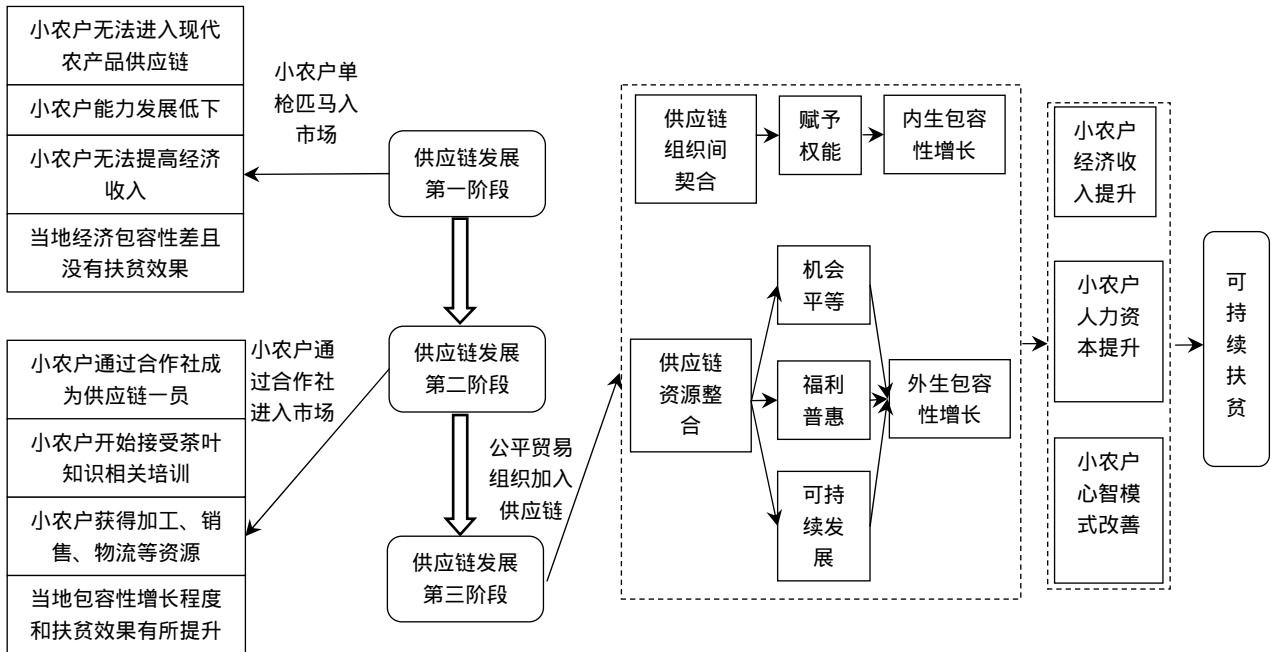 小农户无法进入现代
农产品供应链
小农户能力发展低下
小农户无法提高经济
收入
当地经济包容性差且
没有扶贫效果
小农户单
枪匹马入
市场
供应链发展
第一阶段
小农户通过合作社成
为供应链一员
小农户开始接受茶叶
知识相关培训
小农户获得加工、销
售、物流等资源
当地包容性增长程度
和扶贫效果有所提升
小农户通
过合作社
进入市场
供应链发展
第二阶段
公平贸易
组织加入
供应链
供应链发展
第三阶段
供应链
组织间
契合
赋予
权能
内生包容
性增长
供应链
资源整
合
机会
平等
福利
普惠
可持
续发
展
外生包容
性增长
小农户
经济收
入提升
小农户
人力资
本提升
小农户
心智模
式改善
可
持
续
扶
贫